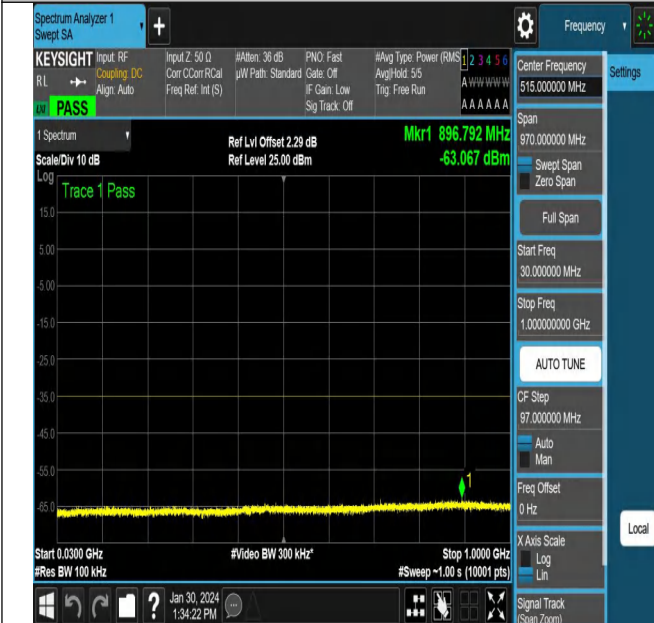 Spectrum Analyzer 1
Swept SA
+
Frequency
KEYSIGHT
RL
PASS
Input: RF
Coupling: DC
Align: Auto
Input Z: 50 Ω
Corr CCorr RCal
Freq Ref: Int (S)
#Atten: 36 dB
µW Path: Standard
PNO: Fast
Gate: Off
IF Gain: Low
Sig Track: Off
#Avg Type: Power (RMS
Avg|Hold: 5/5
Trig: Free Run
1 2 3 4 5 6
A W W W W W
A A A A A A
1 Spectrum
Scale/Div 10 dB
Ref Lvl Offset 2.29 dB
Ref Level 25.00 dBm
Mkr1 896.792 MHz
-63.067 dBm
Log
Trace 1 Pass
15.0
5.00
-5.00
-15.0
-25.0
-35.0
-45.0
-55.0
-65.0
1
Start 0.0300 GHz
#Res BW 100 kHz
#Video BW 300 kHz*
Stop 1.0000 GHz
#Sweep ~1.00 s (10001 pts)
Center Frequency
515.000000 MHz
Settings
Span
970.000000 MHz
Swept Span
Zero Span
Full Span
Start Freq
30.000000 MHz
Stop Freq
1.000000000 GHz
AUTO TUNE
CF Step
97.000000 MHz
Auto
Man
Freq Offset
0 Hz
Local
X Axis Scale
Log
Lin
Signal Track
(Span Zoom)
?
Jan 30, 2024
1:34:22 PM